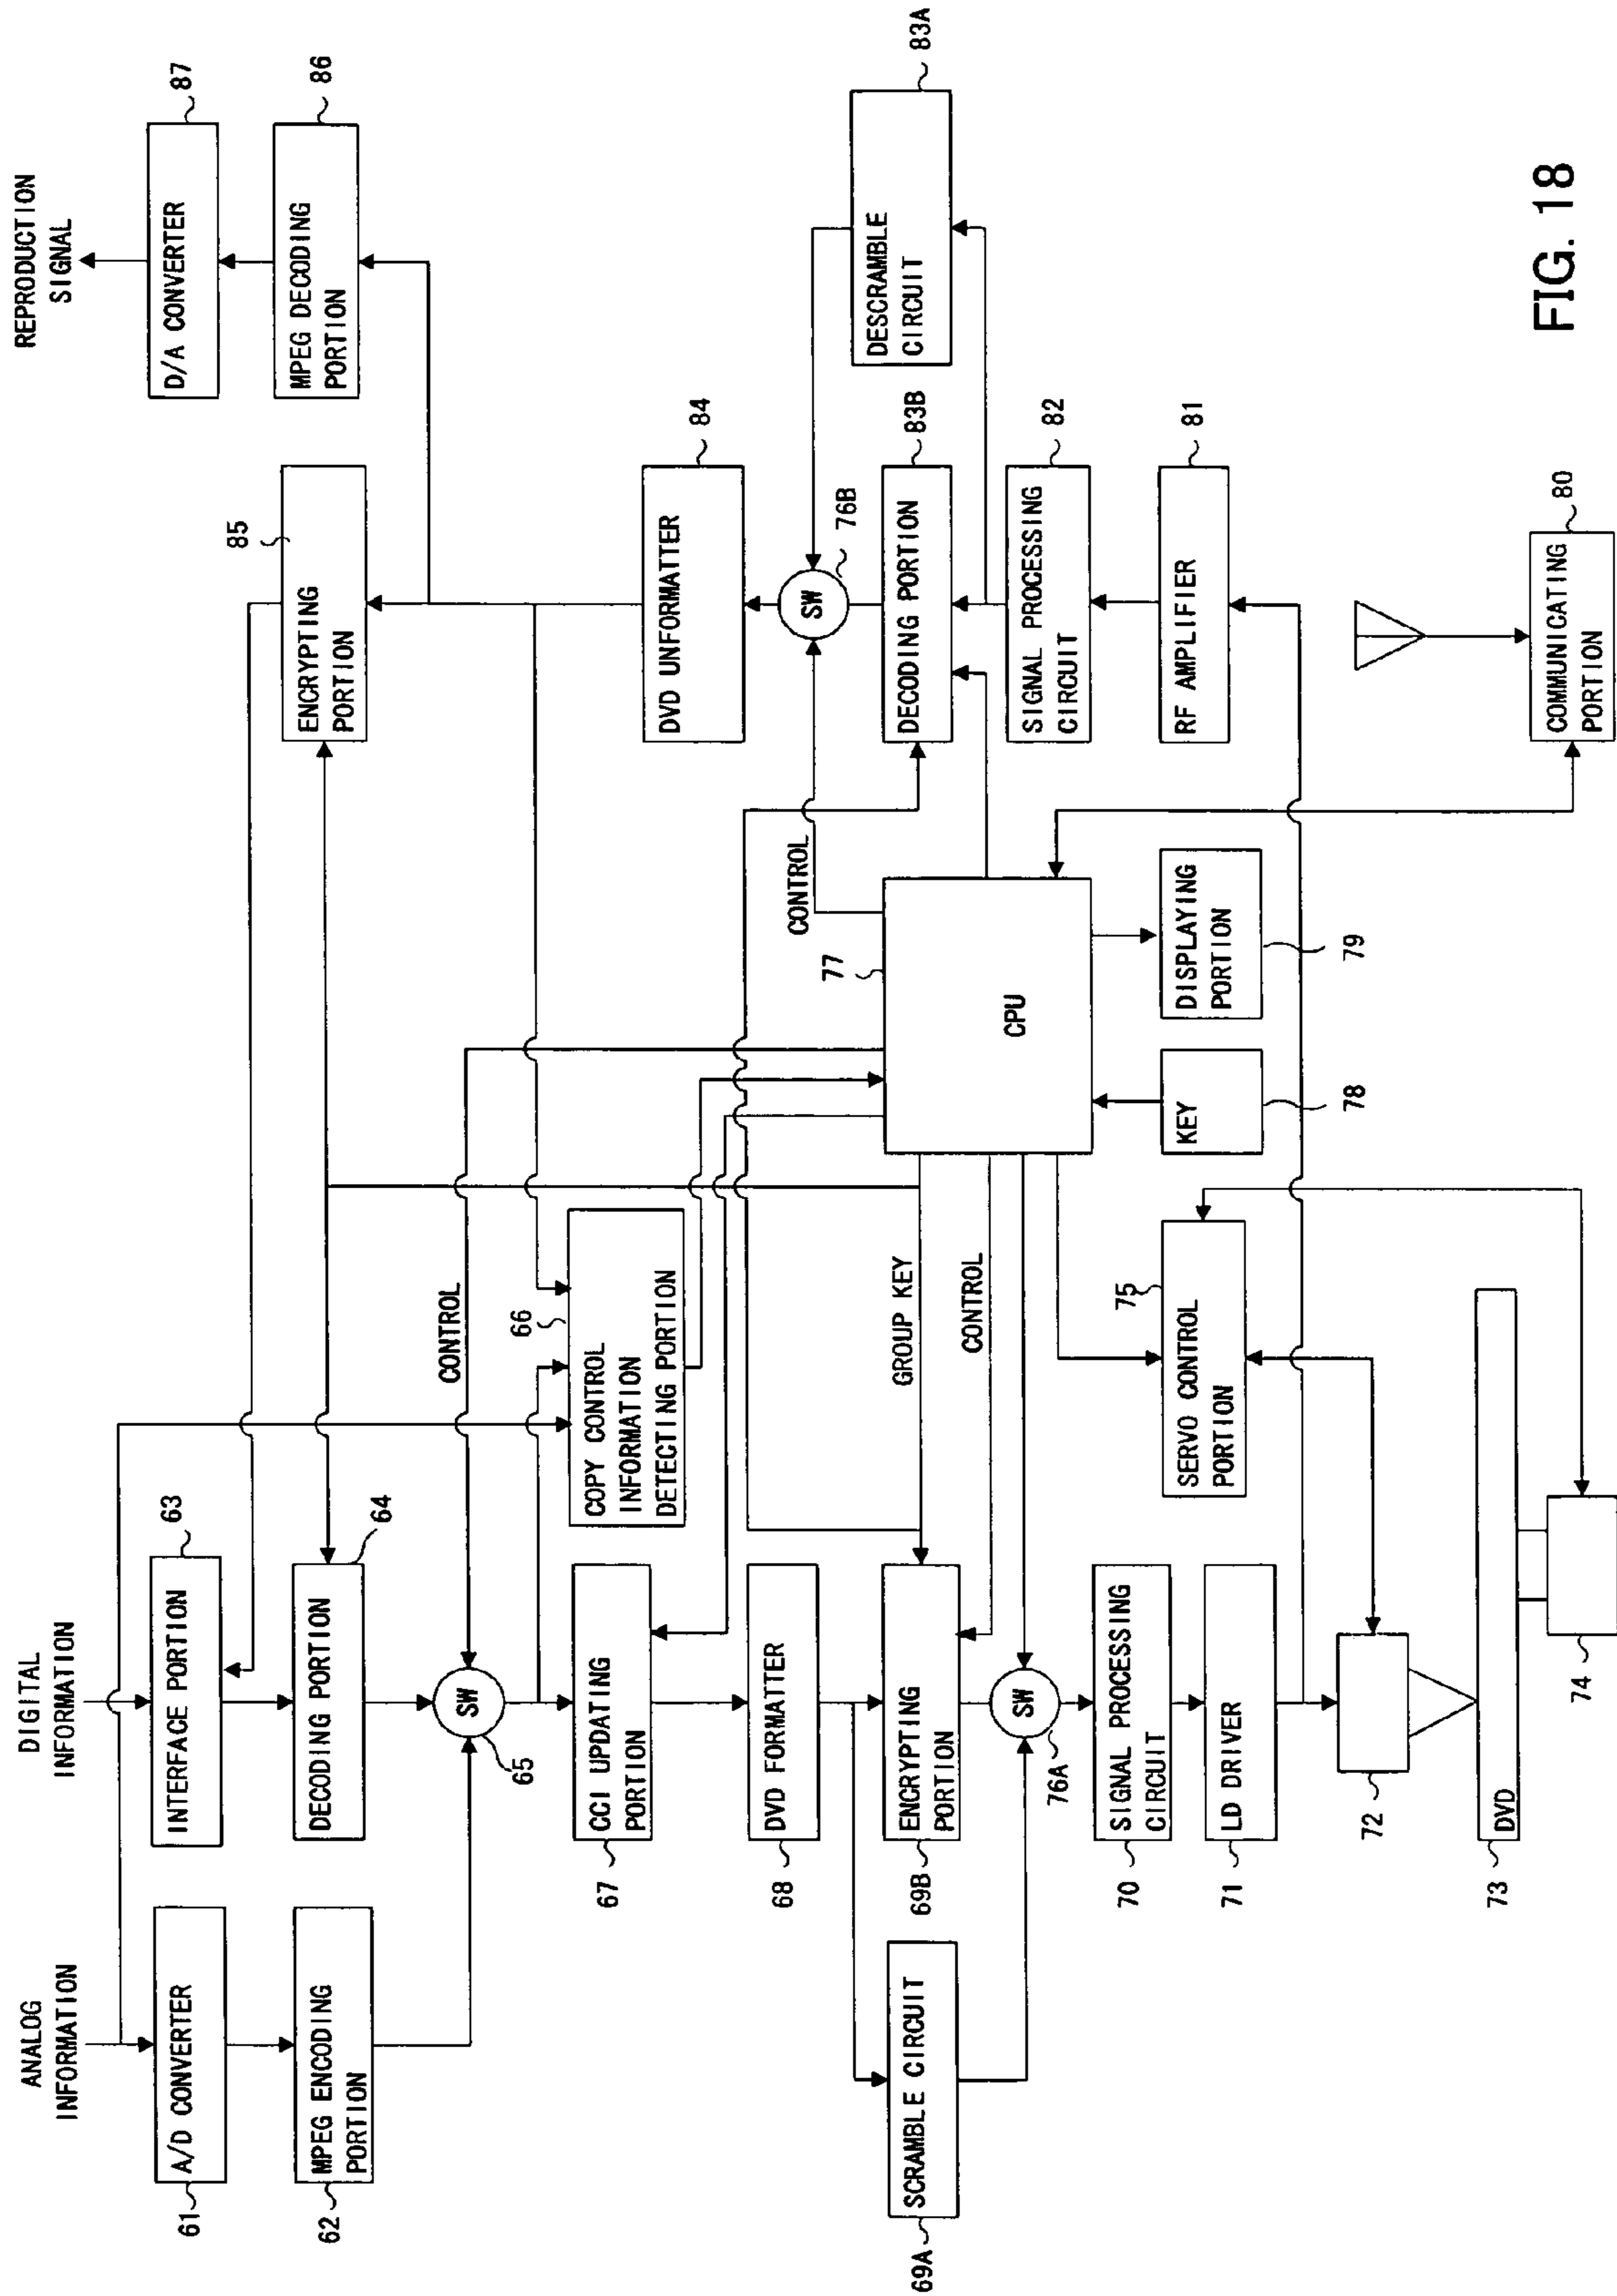 ANALOG
INFORMATION
DIGITAL
INFORMATION
REPRODUCTION
SIGNAL
61
A/D CONVERTER
63
INTERFACE PORTION
87
D/A CONVERTER
62
MPEG ENCODING
PORTION
64
DECODING PORTION
85
ENCRYPTING
PORTION
86
MPEG DECODING
PORTION
SW
65
CONTROL
66
COPY CONTROL
INFORMATION
DETECTING PORTION
67
CCI UPDATING
PORTION
84
DVD UNFORMATTER
68
DVD FORMATTER
SW
76B
CONTROL
69A
SCRAMBLE CIRCUIT
69B
ENCRYPTING
PORTION
GROUP KEY
CONTROL
77
CPU
83B
DECODING PORTION
83A
DESCRAMBLE
CIRCUIT
SW
76A
82
SIGNAL PROCESSING
CIRCUIT
70
SIGNAL PROCESSING
CIRCUIT
75
SERVO CONTROL
PORTION
KEY
78
DISPLAYING
PORTION
79
81
RF AMPLIFIER
71
LD DRIVER
72
73
DVD
74
80
COMMUNICATING
PORTION
FIG. 18